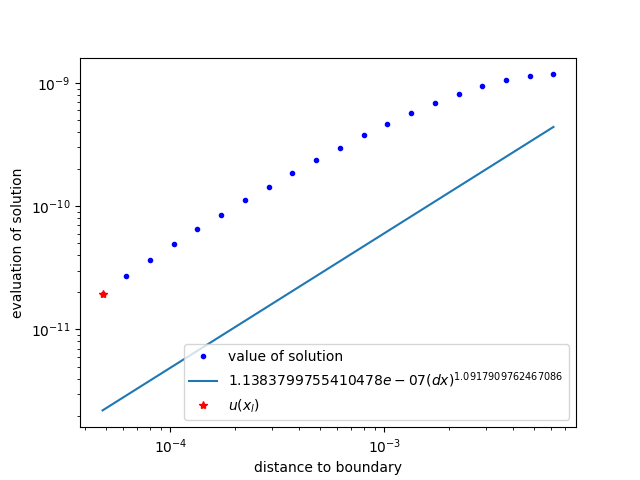 10⁻⁹
10⁻¹⁰
10⁻¹¹
evaluation of solution
value of solution
1.1383799755410478e − 07(dx)^1.0917909762467086
u(x_l)
10⁻⁴ 10⁻³
distance to boundary